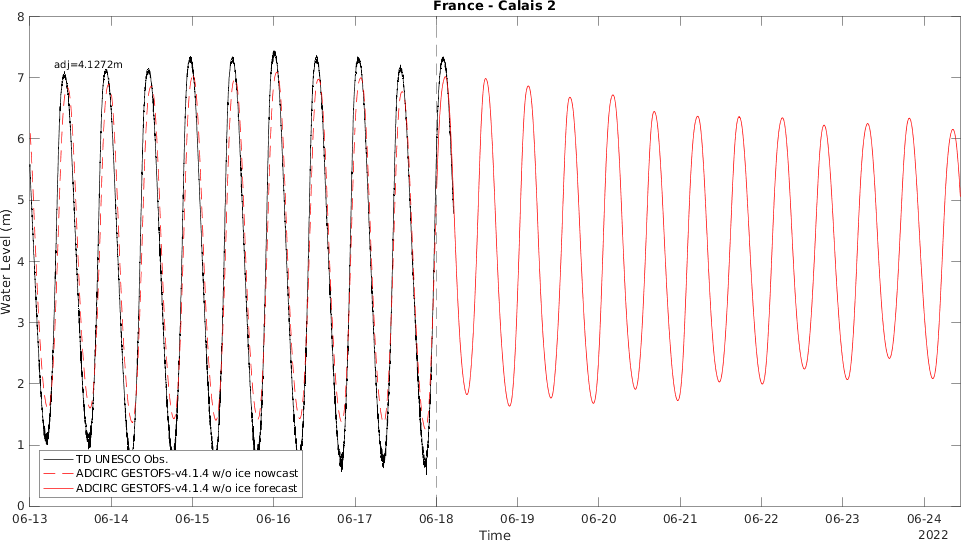 France - Calais 2
adj=4.1272m
8
7
6
5
4
3
2
1
0
Water Level (m)
TD UNESCO Obs.
ADCIRC GESTOFS-v4.1.4 w/o ice nowcast
ADCIRC GESTOFS-v4.1.4 w/o ice forecast
06-13 06-14 06-15 06-16 06-17 06-18 06-19 06-20 06-21 06-22 06-23 06-24
Time
2022